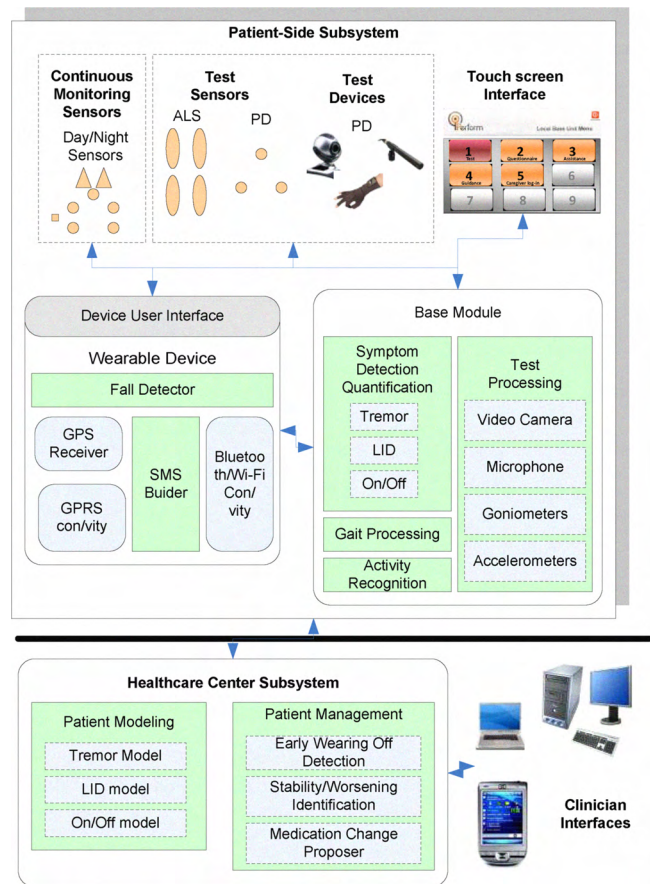 Patient-Side Subsystem
Continuous
Monitoring
Sensors
Day/Night
Sensors
Test
Sensors
ALS
PD
Test
Devices
PD
Touch screen
Interface
Local Base Unit Menu
1
Test
2
Questionnaire
3
Assistance
4
Guidance
5
Caregiver log-in
6
7
8
9
Device User Interface
Wearable Device
Fall Detector
GPS
Receiver
GPRS
con/vity
SMS
Buider
Bluetoo
th/Wi-Fi
Con/
vity
Base Module
Symptom
Detection
Quantification
Tremor
LID
On/Off
Gait Processing
Activity
Recognition
Test
Processing
Video Camera
Microphone
Goniometers
Accelerometers
Healthcare Center Subsystem
Patient Modeling
Tremor Model
LID model
On/Off model
Patient Management
Early Wearing Off
Detection
Stability/Worsening
Identification
Medication Change
Proposer
Clinician
Interfaces